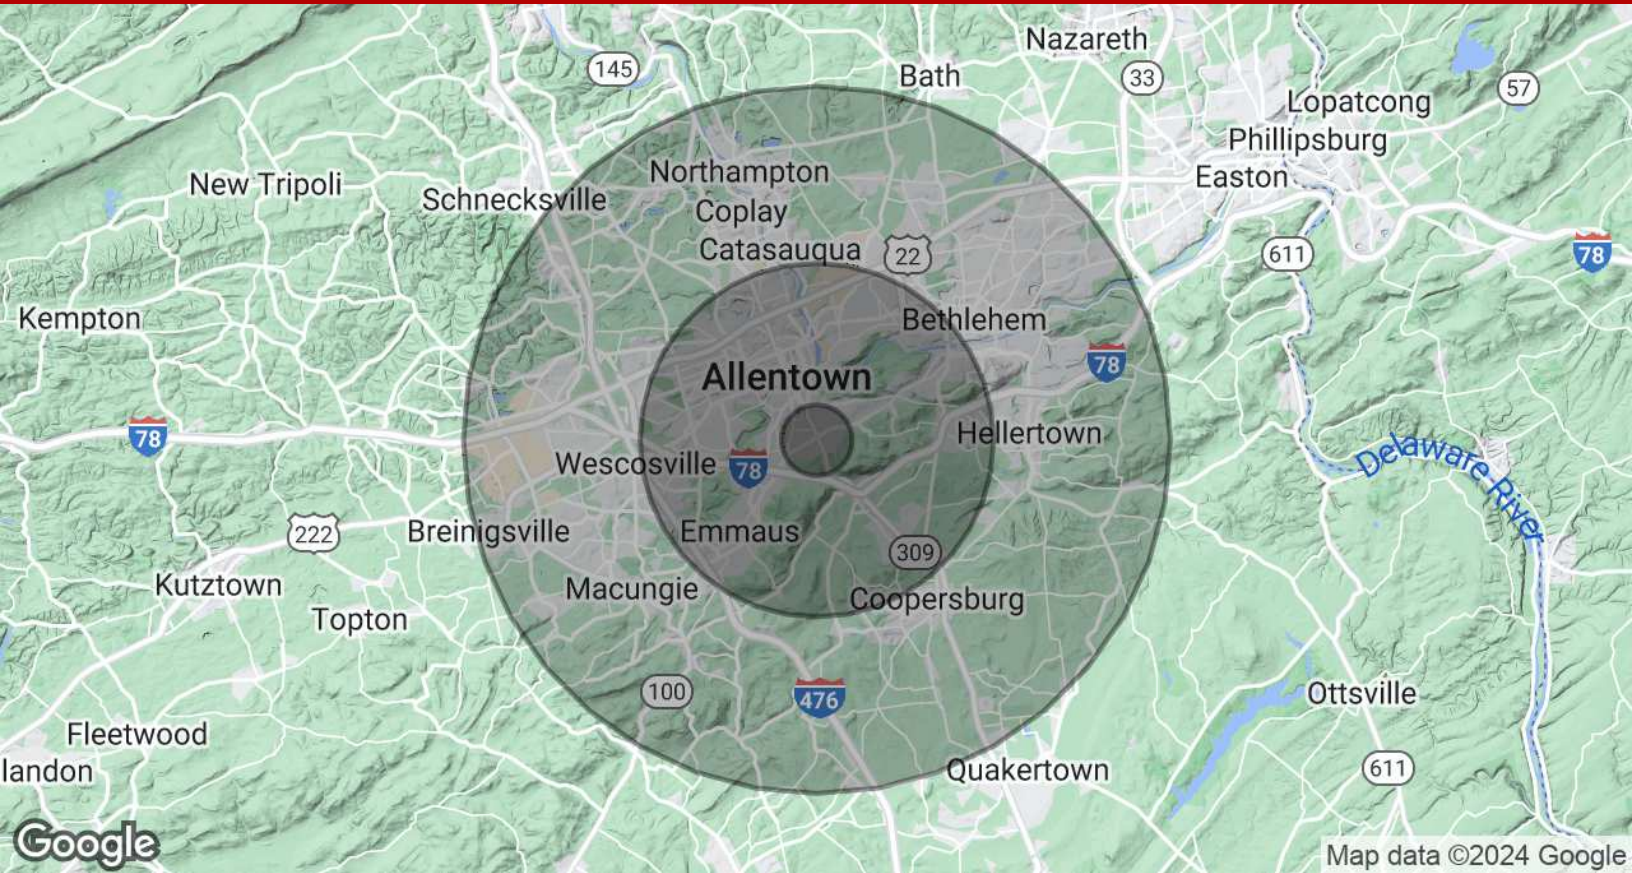 Nazareth
145
Bath
33
57
Lopatcong
Phillipsburg
Northampton
Easton
New Tripoli
Schnecksville
Coplay
Catasauqua
22
611
78
Kempton
Bethlehem
78
Allentown
78
Hellertown
Wescosville
78
Delaware River
222
Breinigsville
Emmaus
309
Kutztown
Macungie
Coopersburg
Topton
100
476
Ottsville
Fleetwood
landon
Quakertown
611
Google
Map data ©2024 Google